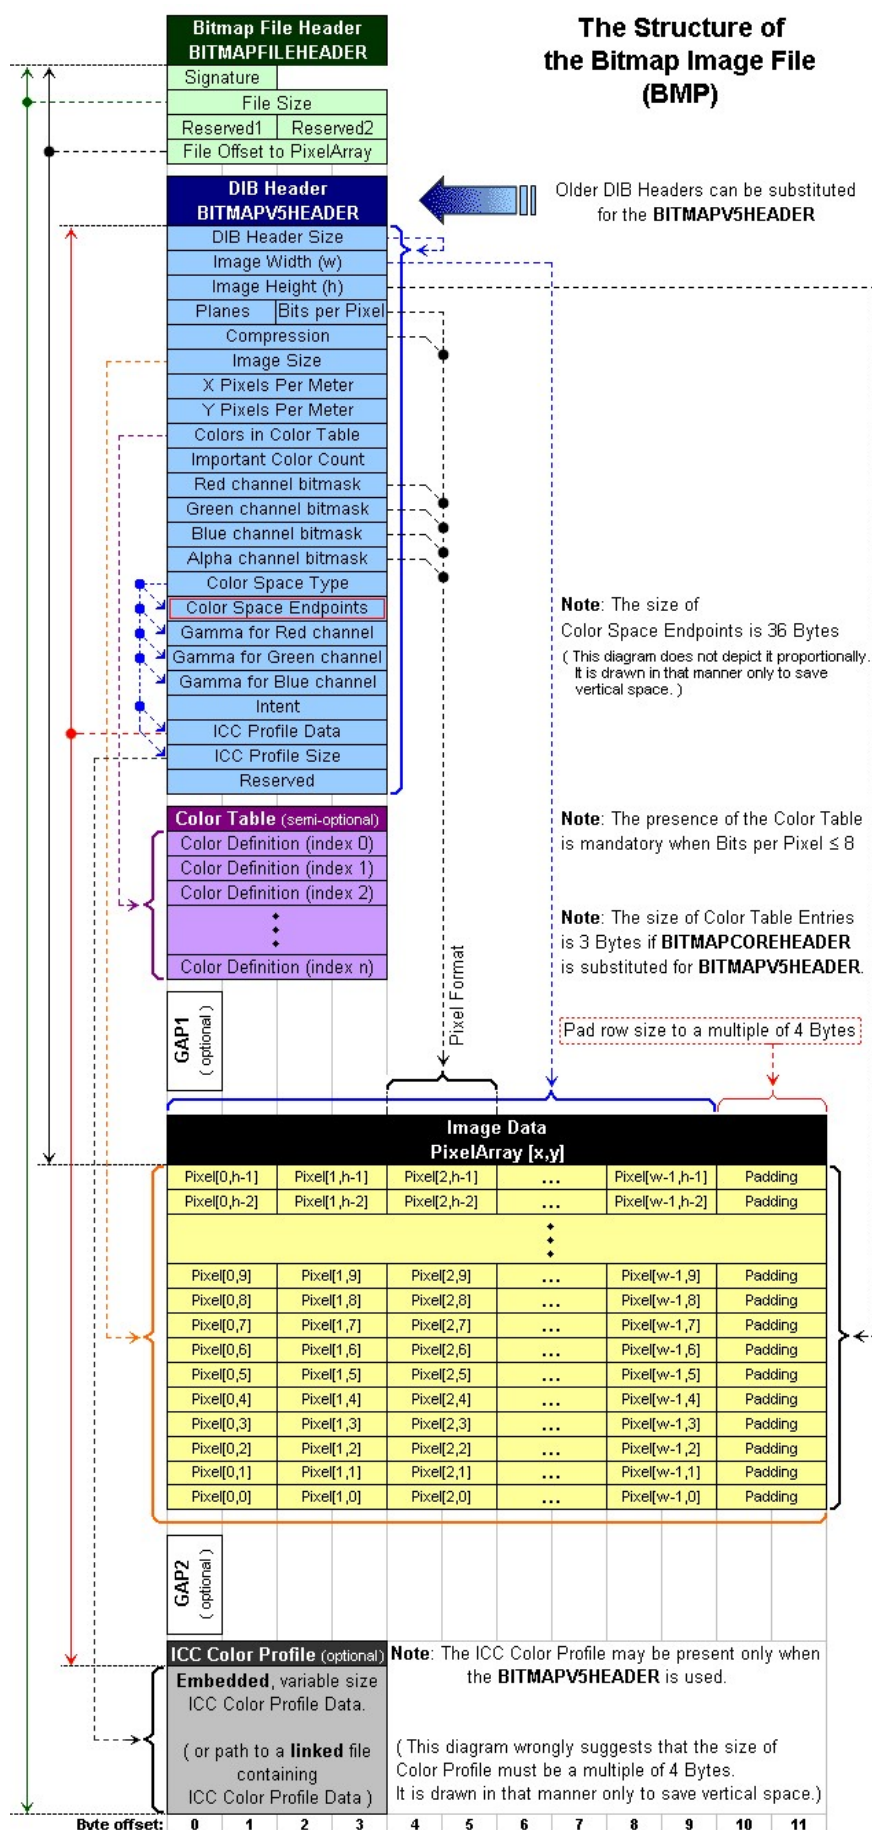 The Structure of
the Bitmap Image File
(BMP)
Bitmap File Header
BITMAPFILEHEADER
Signature
File Size
Reserved1 Reserved2
File Offset to PixelArray
DIB Header
BITMAPV5HEADER
Older DIB Headers can be substituted
for the BITMAPV5HEADER
DIB Header Size
Image Width (w)
Image Height (h)
Planes Bits per Pixel
Compression
Image Size
X Pixels Per Meter
Y Pixels Per Meter
Colors in Color Table
Important Color Count
Red channel bitmask
Green channel bitmask
Blue channel bitmask
Alpha channel bitmask
Color Space Type
Color Space Endpoints
Gamma for Red channel
Gamma for Green channel
Gamma for Blue channel
Intent
ICC Profile Data
ICC Profile Size
Reserved
Note: The size of
Color Space Endpoints is 36 Bytes
( This diagram does not depict it proportionally.
It is drawn in that manner only to save
vertical space. )
Color Table (semi-optional)
Color Definition (index 0)
Color Definition (index 1)
Color Definition (index 2)
Color Definition (index n)
Note: The presence of the Color Table
is mandatory when Bits per Pixel ≤ 8
Note: The size of Color Table Entries
is 3 Bytes if BITMAPCOREHEADER
is substituted for BITMAPV5HEADER.
GAP1
( optional )
Pixel Format
Pad row size to a multiple of 4 Bytes
Image Data
PixelArray [x,y]
Pixel[0,h-1] Pixel[1,h-1] Pixel[2,h-1] ... Pixel[w-1,h-1] Padding
Pixel[0,h-2] Pixel[1,h-2] Pixel[2,h-2] ... Pixel[w-1,h-2] Padding
Pixel[0,9] Pixel[1,9] Pixel[2,9] ... Pixel[w-1,9] Padding
Pixel[0,8] Pixel[1,8] Pixel[2,8] ... Pixel[w-1,8] Padding
Pixel[0,7] Pixel[1,7] Pixel[2,7] ... Pixel[w-1,7] Padding
Pixel[0,6] Pixel[1,6] Pixel[2,6] ... Pixel[w-1,6] Padding
Pixel[0,5] Pixel[1,5] Pixel[2,5] ... Pixel[w-1,5] Padding
Pixel[0,4] Pixel[1,4] Pixel[2,4] ... Pixel[w-1,4] Padding
Pixel[0,3] Pixel[1,3] Pixel[2,3] ... Pixel[w-1,3] Padding
Pixel[0,2] Pixel[1,2] Pixel[2,2] ... Pixel[w-1,2] Padding
Pixel[0,1] Pixel[1,1] Pixel[2,1] ... Pixel[w-1,1] Padding
Pixel[0,0] Pixel[1,0] Pixel[2,0] ... Pixel[w-1,0] Padding
GAP2
( optional )
ICC Color Profile (optional)
Embedded, variable size
ICC Color Profile Data.
( or path to a linked file
containing
ICC Color Profile Data )
Note: The ICC Color Profile may be present only when
the BITMAPV5HEADER is used.
( This diagram wrongly suggests that the size of
Color Profile must be a multiple of 4 Bytes.
It is drawn in that manner only to save vertical space.)
Byte offset: 0 1 2 3 4 5 6 7 8 9 10 11